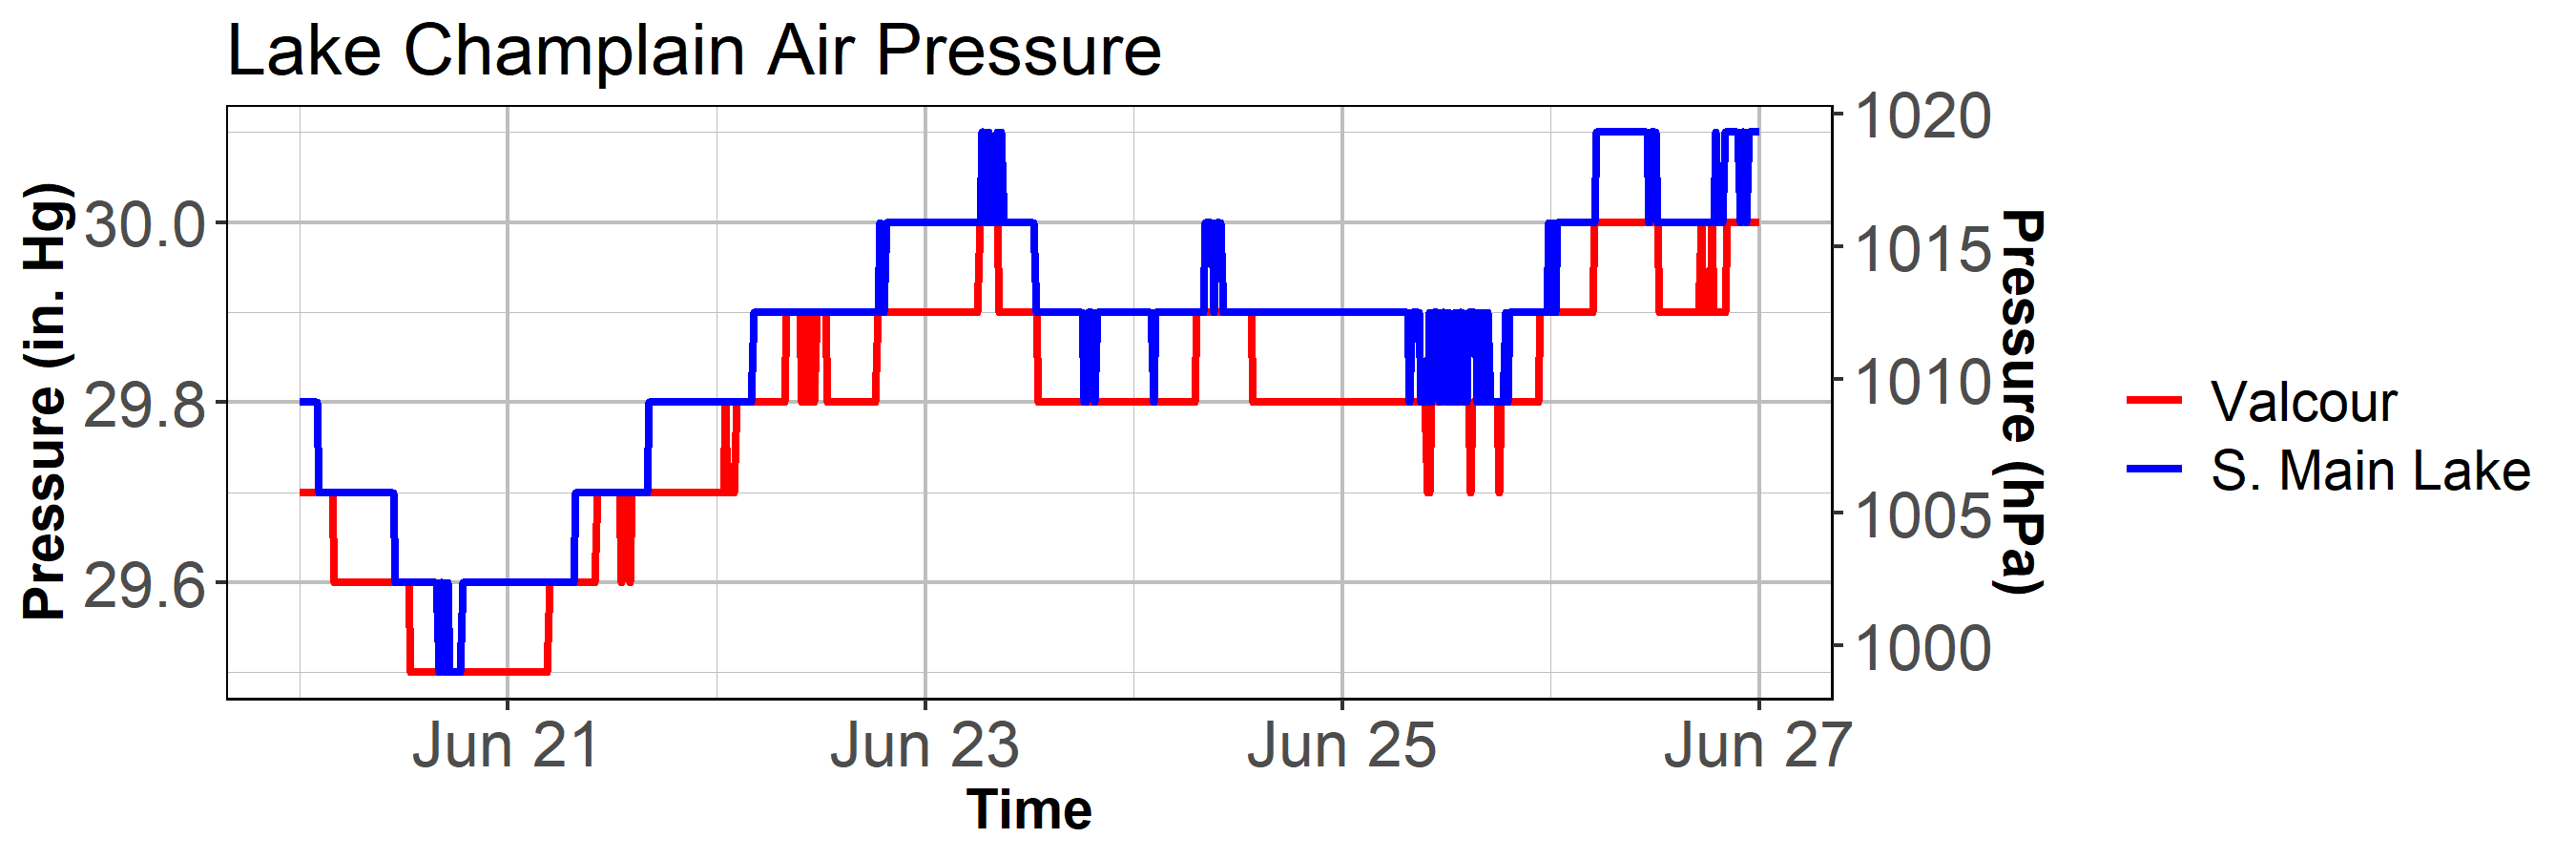 Lake Champlain Air Pressure
Pressure (in. Hg)
30.0
29.8
29.6
1020
1015
1010
1005
1000
Pressure (hPa)
Jun 21
Jun 23
Jun 25
Jun 27
Time
Valcour
S. Main Lake